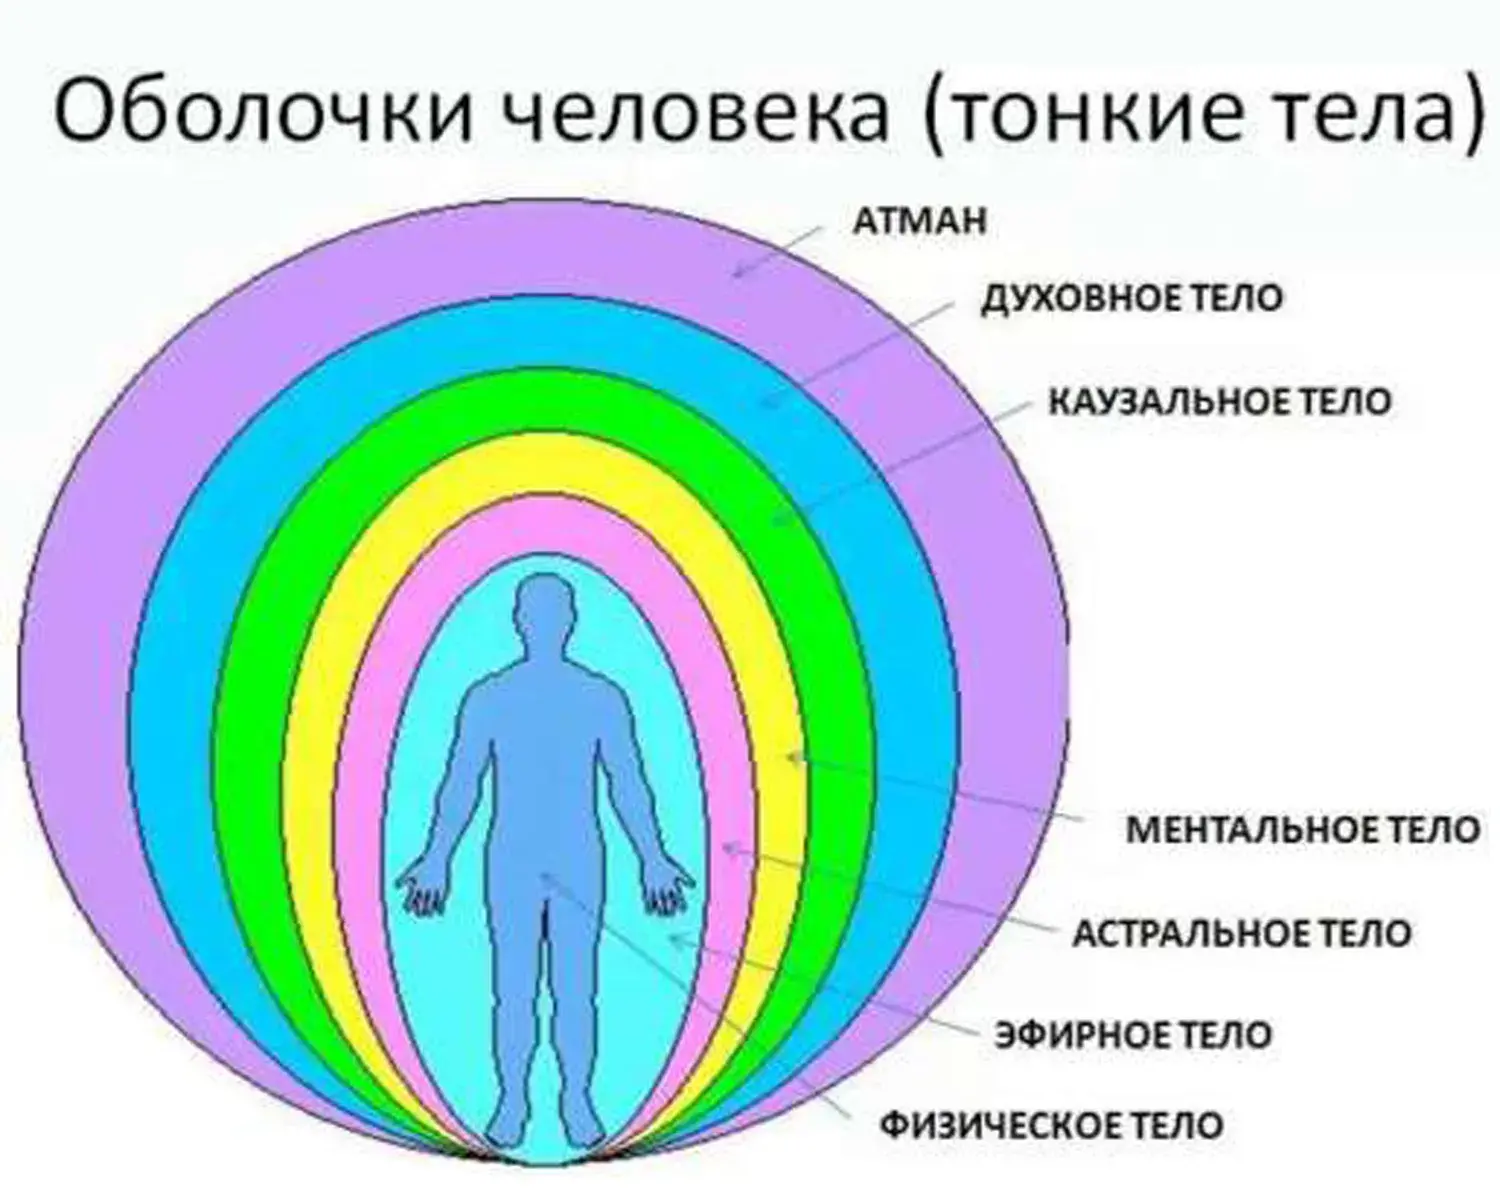 Оболочки человека (тонкие тела)
АТМАН
ДУХОВНОЕ ТЕЛО
КАУЗАЛЬНОЕ ТЕЛО
МЕНТАЛЬНОЕ ТЕЛО
АСТРАЛЬНОЕ ТЕЛО
ЭФИРНОЕ ТЕЛО
ФИЗИЧЕСКОЕ ТЕЛО